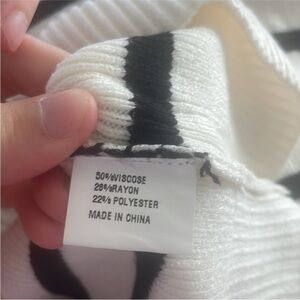 50%VISCOSE
28%RAYON
22% POLYESTER
MADE IN CHINA